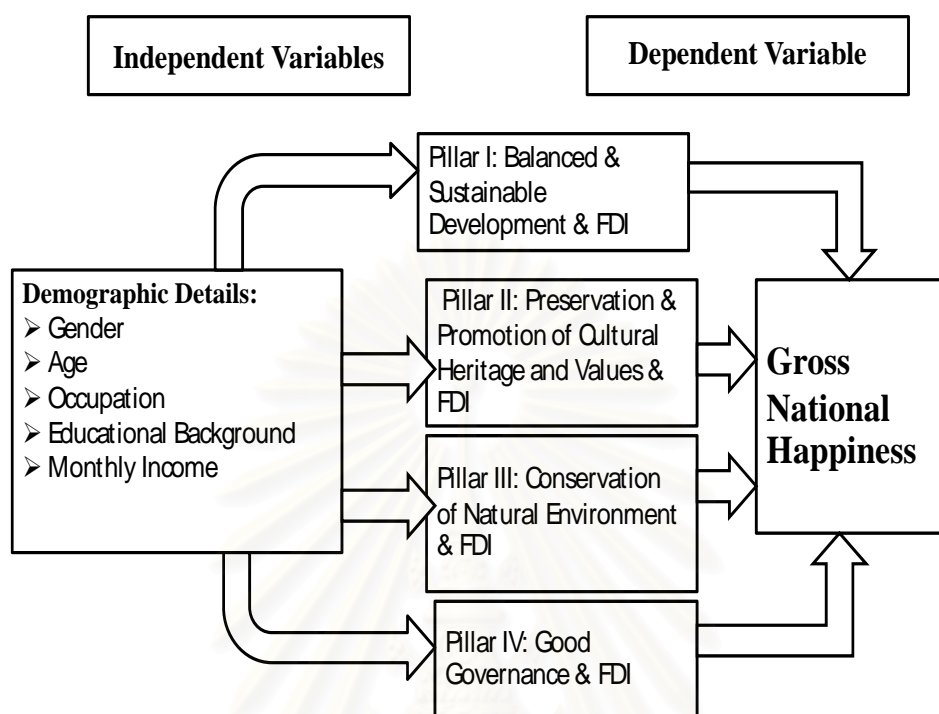 Independent Variables
Dependent Variable
Pillar I: Balanced &
Sustainable
Development & FDI
Demographic Details:
➢ Gender
➢ Age
➢ Occupation
➢ Educational Background
➢ Monthly Income
Pillar II: Preservation &
Promotion of Cultural
Heritage and Values &
FDI
Pillar III: Conservation
of Natural Environment
& FDI
Pillar IV: Good
Governance & FDI
Gross
National
Happiness